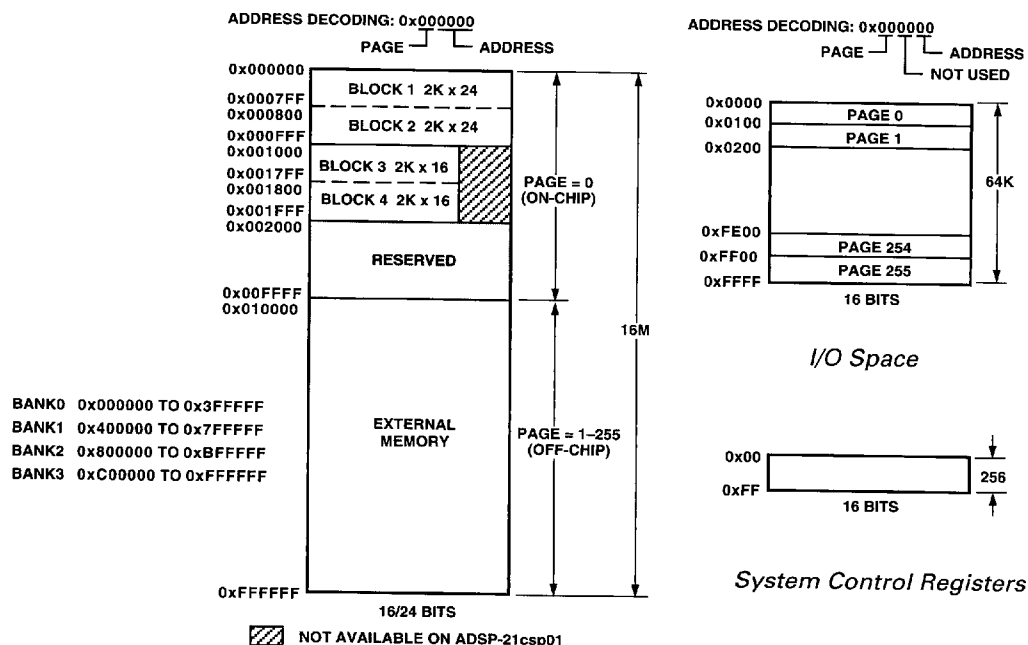 ADDRESS DECODING: 0x000000
PAGE ADDRESS
0x000000
BLOCK 1 2K x 24
0x0007FF
0x000800
BLOCK 2 2K x 24
0x000FFF
0x001000
BLOCK 3 2K x 16
0x0017FF
0x001800
BLOCK 4 2K x 16
0x001FFF
0x002000
RESERVED
0x00FFFF
0x010000
EXTERNAL
MEMORY
0xFFFFFF
16/24 BITS
PAGE = 0
(ON-CHIP)
16M
PAGE = 1–255
(OFF-CHIP)
BANK0 0x000000 TO 0x3FFFFF
BANK1 0x400000 TO 0x7FFFFF
BANK2 0x800000 TO 0xBFFFFF
BANK3 0xC00000 TO 0xFFFFFF
NOT AVAILABLE ON ADSP-21csp01
ADDRESS DECODING: 0x000000
PAGE ADDRESS
NOT USED
0x0000
PAGE 0
0x0100
PAGE 1
0x0200
64K
0xFE00
PAGE 254
0xFF00
PAGE 255
0xFFFF
16 BITS
I/O Space
0x00
256
0xFF
16 BITS
System Control Registers